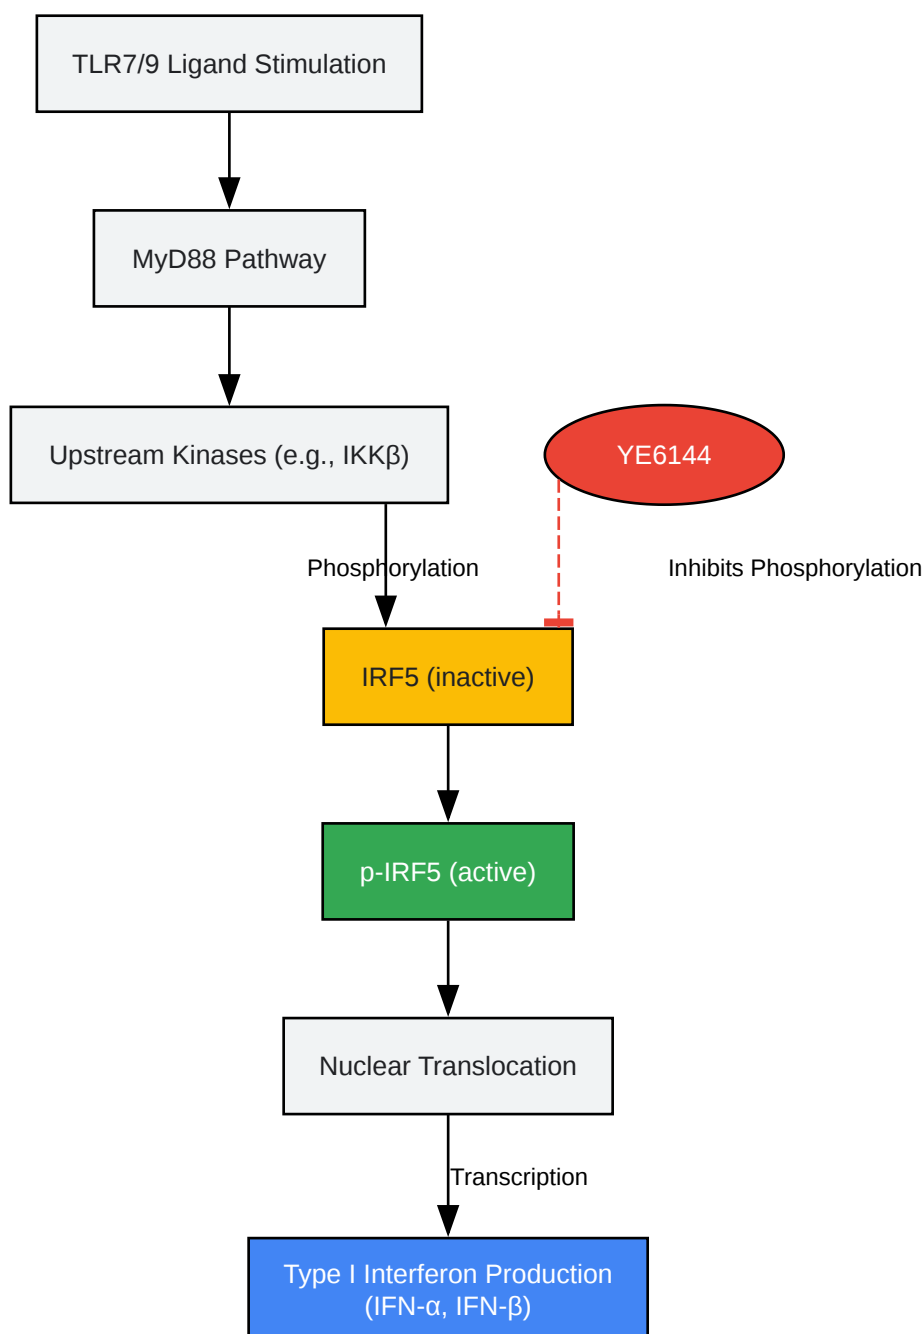 TLR7/9 Ligand Stimulation
MyD88 Pathway
Upstream Kinases (e.g., IKKβ)
YE6144
Phosphorylation
Inhibits Phosphorylation
IRF5 (inactive)
p-IRF5 (active)
Nuclear Translocation
Transcription
Type I Interferon Production
(IFN-α, IFN-β)